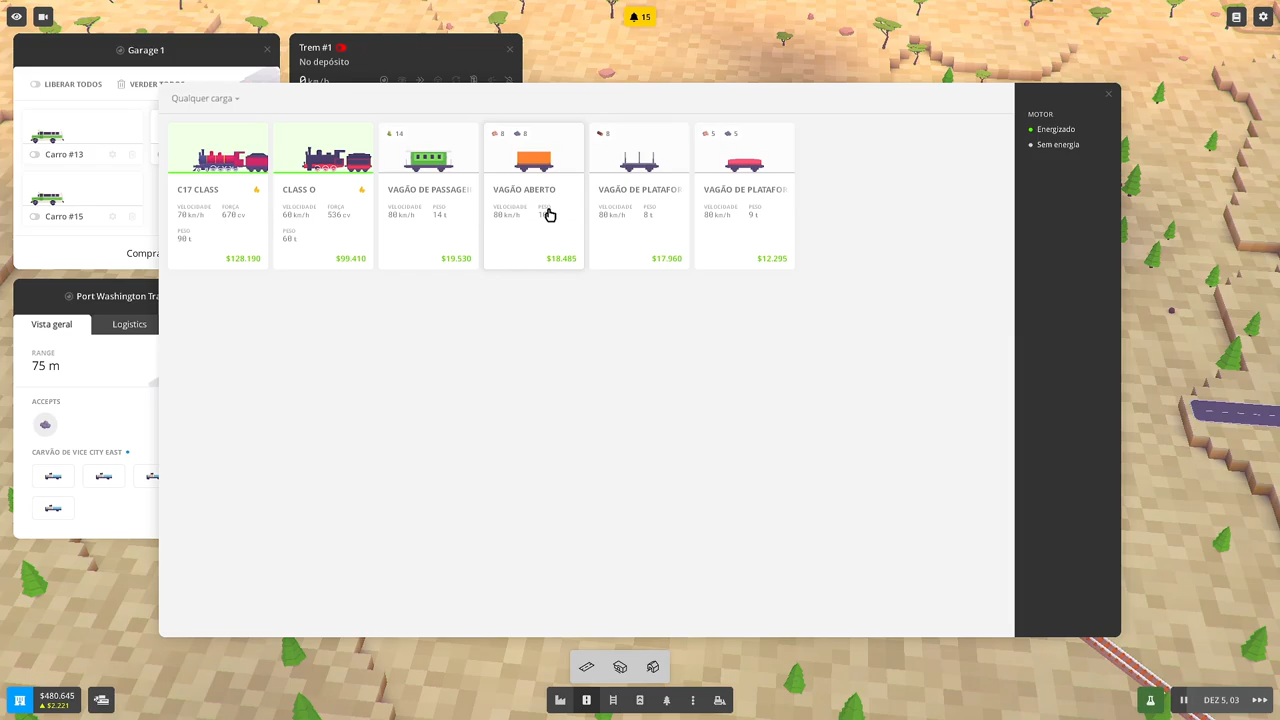 15
Garage 1
LIBERAR TODOS
VERDER TODOS
Carro #13
Carro #15
Trem #1
No depósito
0 km/h
Port Washington
Vista geral
Logistics
RANGE
75 m
ACCEPTS
CARVÃO DE VICE CITY EAST
Qualquer carga
C17 CLASS
VELOCIDADE FORÇA
70 km/h 670 cv
PESO
90 t
$128.190
CLASS O
VELOCIDADE FORÇA
60 km/h 536 cv
PESO
60 t
$99.410
14
VAGÃO DE PASSAGEI
VELOCIDADE PESO
80 km/h 14 t
$19.530
8 8
VAGÃO ABERTO
VELOCIDADE PESO
80 km/h
$18.485
8
VAGÃO DE PLATAFOR
VELOCIDADE PESO
80 km/h 8 t
$17.960
5 5
VAGÃO DE PLATAFOR
VELOCIDADE PESO
80 km/h 9 t
$12.295
MOTOR
Energizado
Sem energia
$480.645
$2.221
DEZ 5, 03